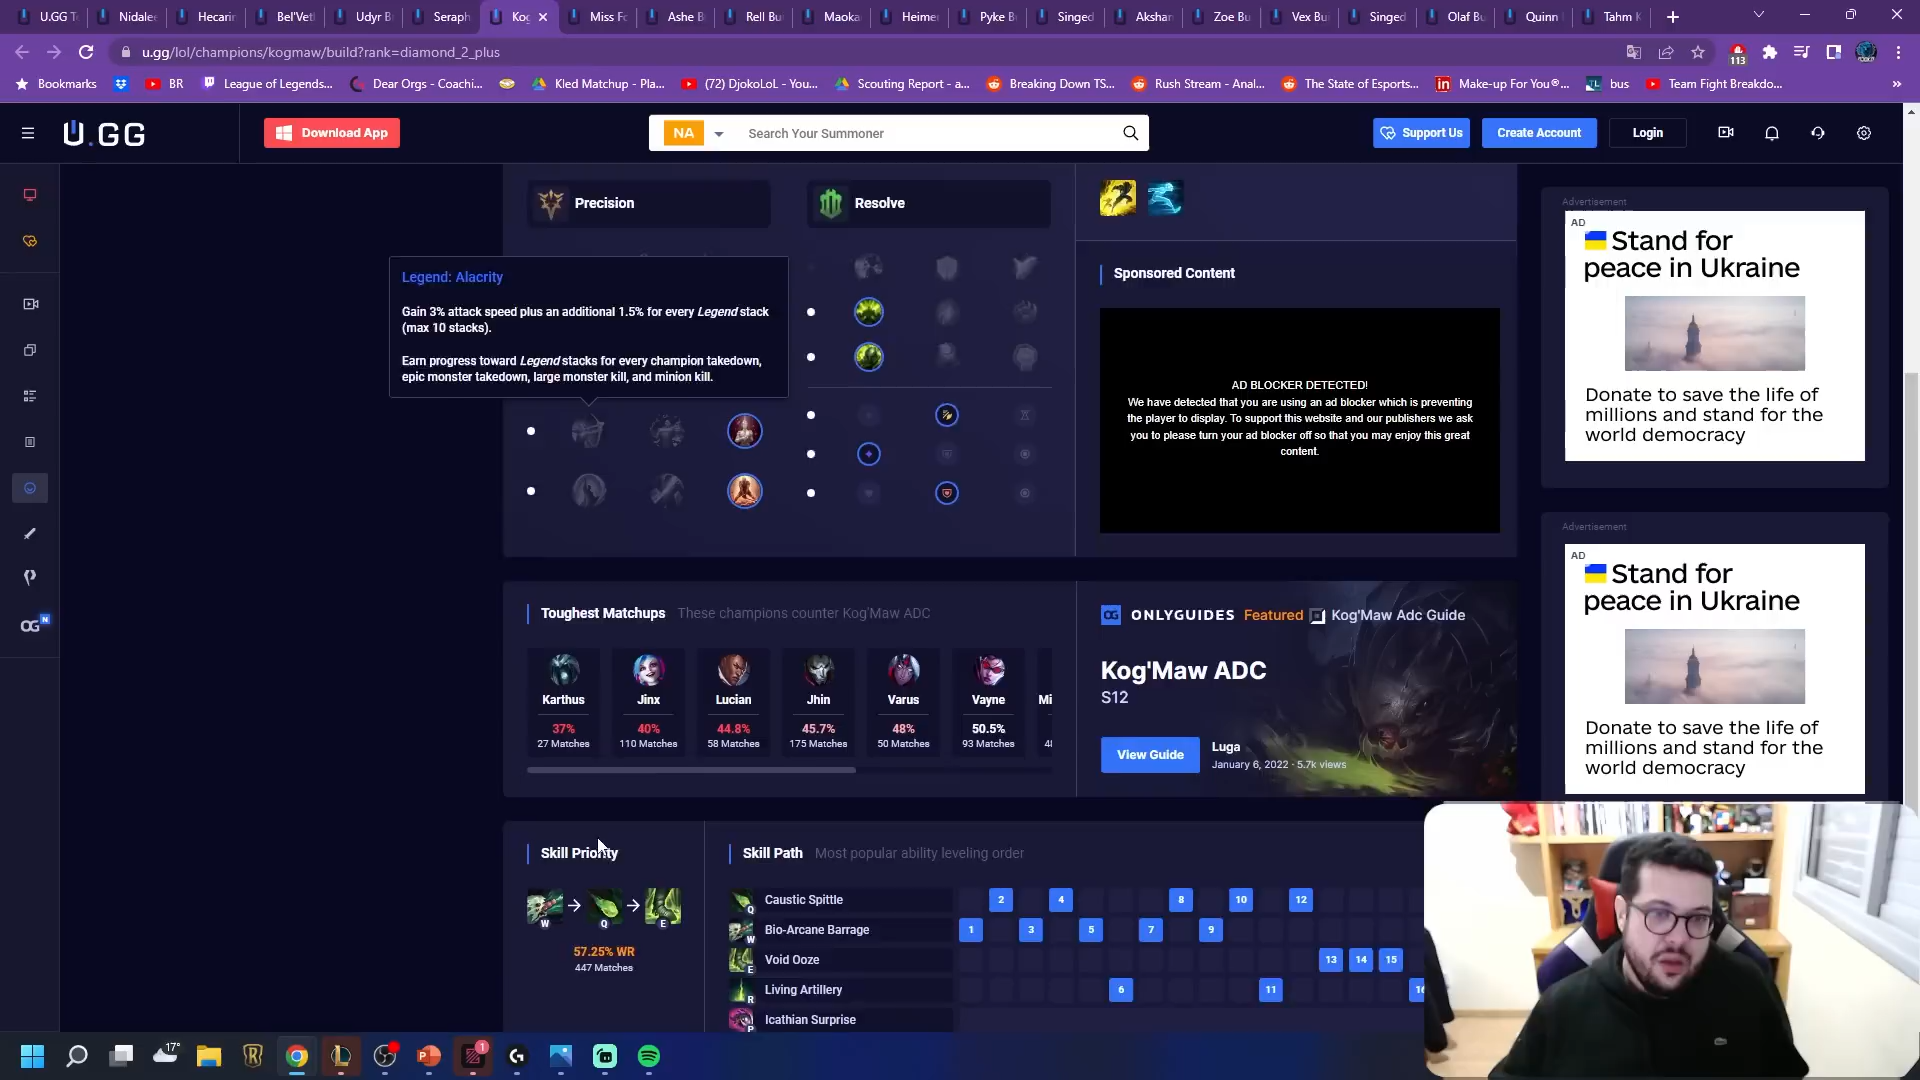 U.GG T
Nidale
Hecarin
Bel'Vet
Udyr B
Seraph
Kog
Miss Fo
Ashe B
Rell Bu
Maoka
Heimer
Pyke B
Singed
Akshan
Zoe Bu
Vex Bu
Singed
Olaf Bu
Quinn
Tahm K
u.gg/lol/champions/kogmaw/build?rank=diamond_2_plus
113
Bookmarks
BR
League of Legends...
Dear Orgs - Coachi...
Kled Matchup - Pla...
(72) DjokoLoL - You...
Scouting Report - a...
Breaking Down TS...
Rush Stream - Anal...
The State of Esports...
Make-up For You®...
bus
Team Fight Breakdo...
U.GG
Download App
NA
Search Your Summoner
Support Us
Create Account
Login
Precision
Resolve
Legend: Alacrity
Gain 3% attack speed plus an additional 1.5% for every Legend stack
(max 10 stacks).
Earn progress toward Legend stacks for every champion takedown,
epic monster takedown, large monster kill, and minion kill.
Sponsored Content
AD BLOCKER DETECTED!
We have detected that you are using an ad blocker which is preventing
the player to display. To support this website and our publishers we ask
you to please turn your ad blocker off so that you may enjoy this great
content.
Advertisement
AD
Stand for
peace in Ukraine
Donate to save the life of
millions and stand for the
world democracy
Advertisement
AD
Stand for
peace in Ukraine
Donate to save the life of
millions and stand for the
world democracy
OG N
Toughest Matchups These champions counter Kog'Maw ADC
Karthus
37%
27 Matches
Jinx
40%
110 Matches
Lucian
44.8%
58 Matches
Jhin
45.7%
175 Matches
Varus
48%
50 Matches
Vayne
50.5%
93 Matches
Mi
48
OG ONLYGUIDES Featured Kog'Maw Adc Guide
Kog'Maw ADC
S12
View Guide
Luga
January 6, 2022 - 5.7k views
Skill Priority
W
Q
E
57.25% WR
447 Matches
Skill Path Most popular ability leveling order
Q Caustic Spittle 2 4 8 10 12
W Bio-Arcane Barrage 1 3 5 7 9
E Void Ooze 13 14 15
R Living Artillery 6 11 16
P Icathian Surprise
17°
1